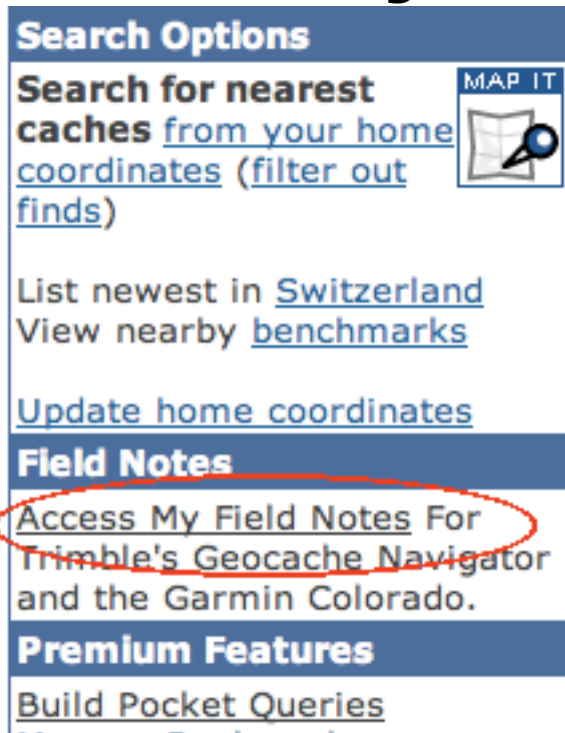 Search Options
Search for nearest
MAP IT
caches from your home
coordinates (filter out
finds)
List newest in Switzerland
View nearby benchmarks
Update home coordinates
Field Notes
Access My Field Notes For
Trimble's Geocache Navigator
and the Garmin Colorado.
Premium Features
Build Pocket Queries